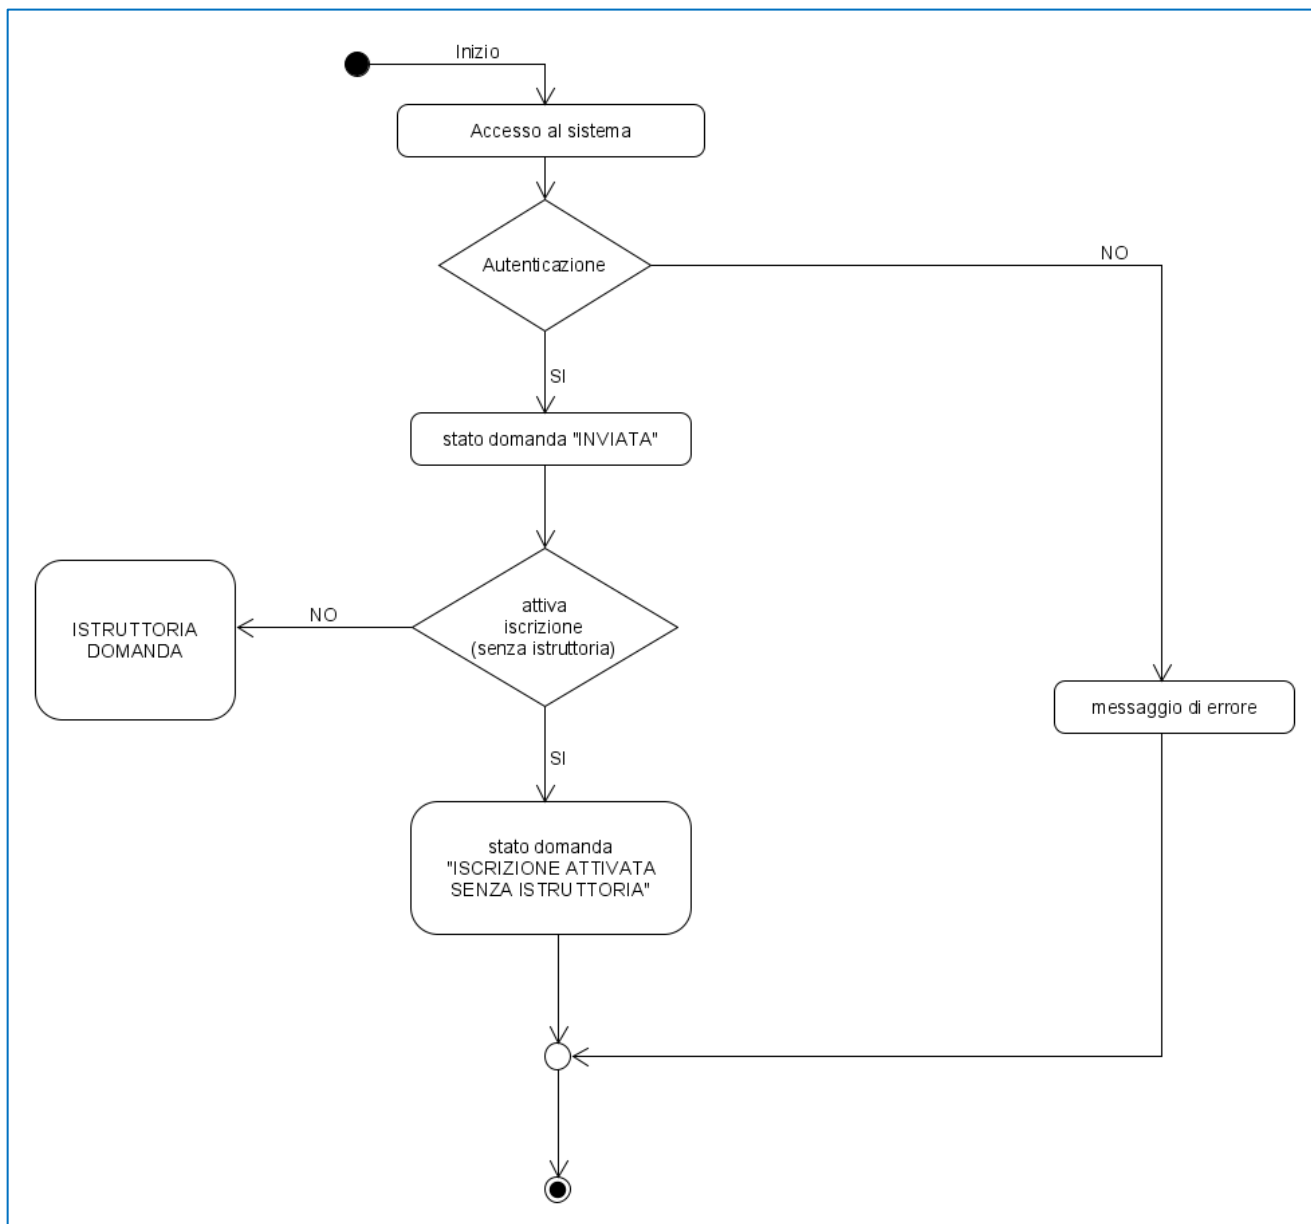 Inizio
Accesso al sistema
Autenticazione
NO
SI
stato domanda "INVIATA"
attiva
iscrizione
(senza istruttoria)
NO
ISTRUTTORIA
DOMANDA
messaggio di errore
SI
stato domanda
"ISCRIZIONE ATTIVATA
SENZA ISTRUTTORIA"